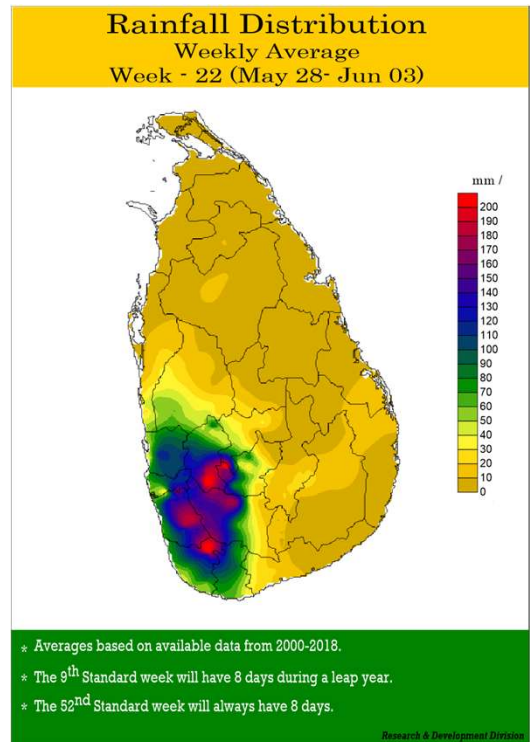 Rainfall Distribution
Weekly Average
Week - 22 (May 28- Jun 03)
mm /
200
190
180
170
160
150
140
130
120
110
100
90
80
70
60
50
40
30
20
10
0
* Averages based on available data from 2000-2018.
* The 9th Standard week will have 8 days during a leap year.
* The 52nd Standard week will always have 8 days.
Research & Development Division